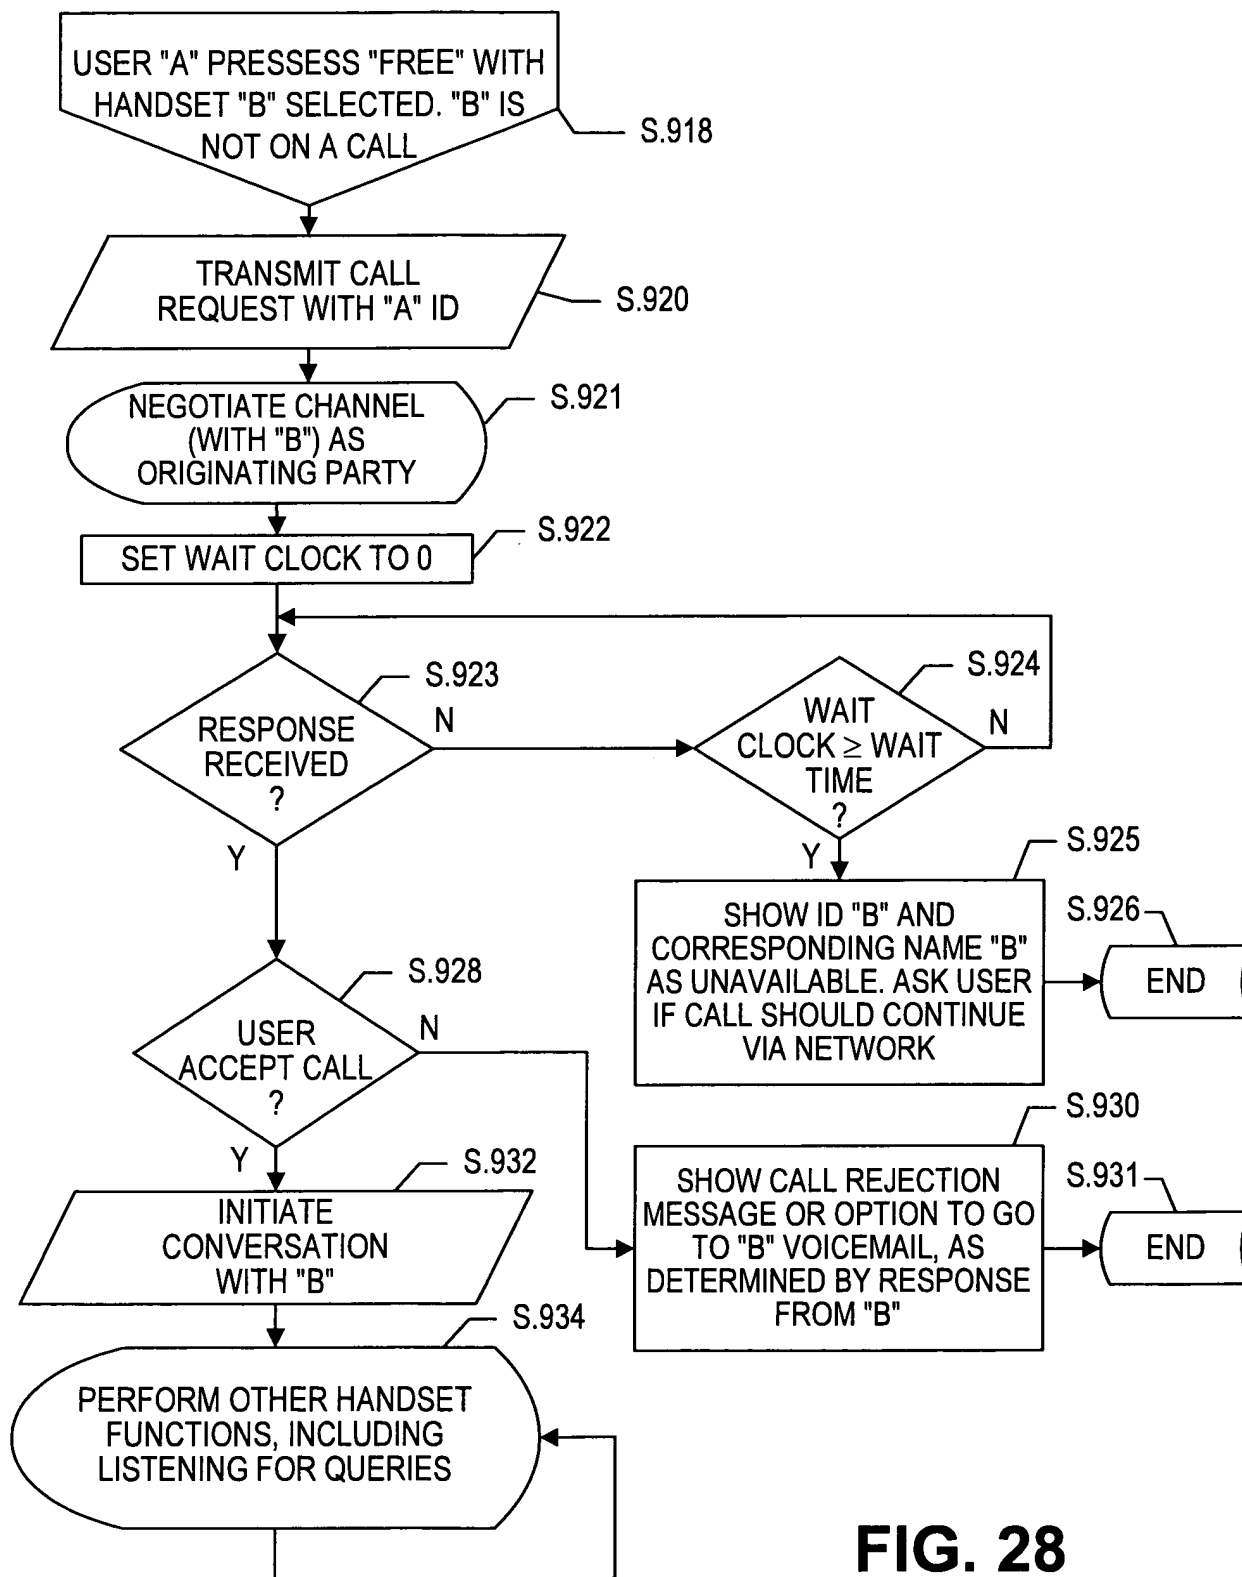 USER "A" PRESSESS "FREE" WITH
HANDSET "B" SELECTED. "B" IS
NOT ON A CALL
S.918
TRANSMIT CALL
REQUEST WITH "A" ID
S.920
NEGOTIATE CHANNEL
(WITH "B") AS
ORIGINATING PARTY
S.921
SET WAIT CLOCK TO 0
S.922
RESPONSE
RECEIVED
?
S.923
N
Y
WAIT
CLOCK ≥ WAIT
TIME
?
S.924
N
Y
SHOW ID "B" AND
CORRESPONDING NAME "B"
AS UNAVAILABLE. ASK USER
IF CALL SHOULD CONTINUE
VIA NETWORK
S.925
END
S.926
USER
ACCEPT CALL
?
S.928
N
Y
SHOW CALL REJECTION
MESSAGE OR OPTION TO GO
TO "B" VOICEMAIL, AS
DETERMINED BY RESPONSE
FROM "B"
S.930
END
S.931
INITIATE
CONVERSATION
WITH "B"
S.932
PERFORM OTHER HANDSET
FUNCTIONS, INCLUDING
LISTENING FOR QUERIES
S.934
FIG. 28